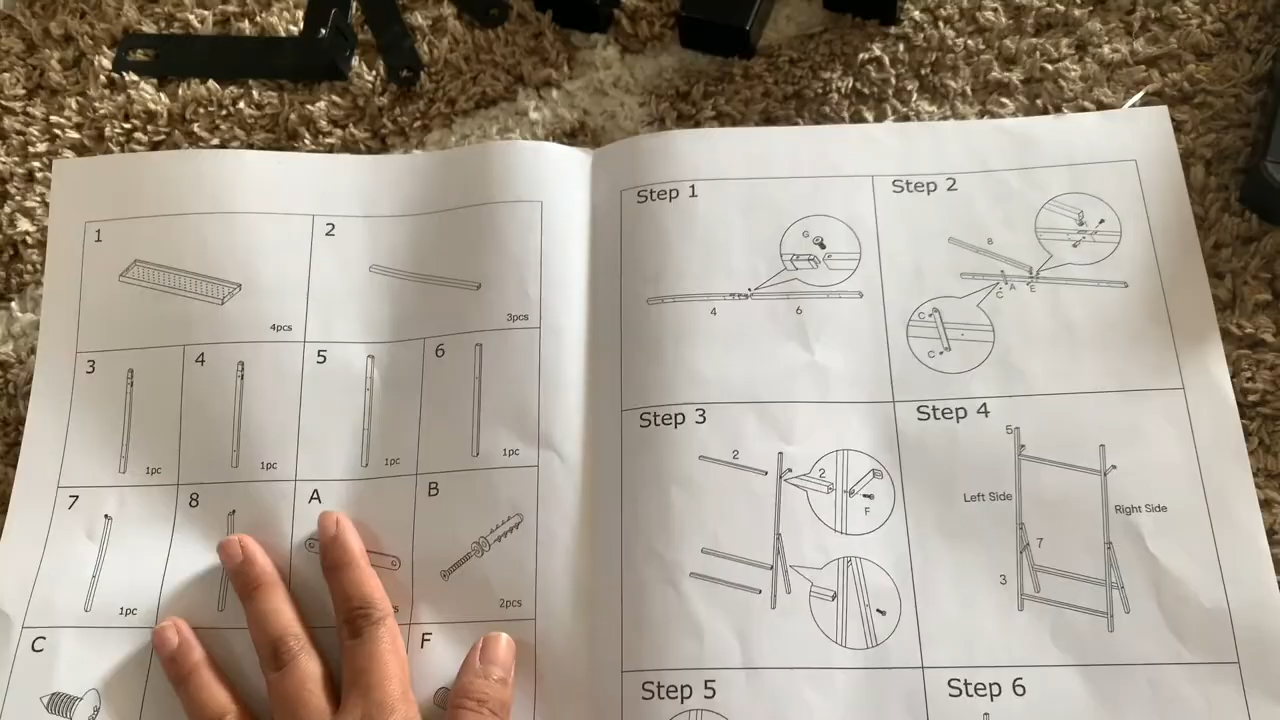 1
4pcs
2
3pcs
3
1pc
4
1pc
5
1pc
6
1pc
7
1pc
8
A
B
2pcs
C
F
Step 1
G
4
6
Step 2
8
A
C
E
C
C
Step 3
2
2
F
Step 4
5
Left Side
Right Side
7
3
Step 5
Step 6